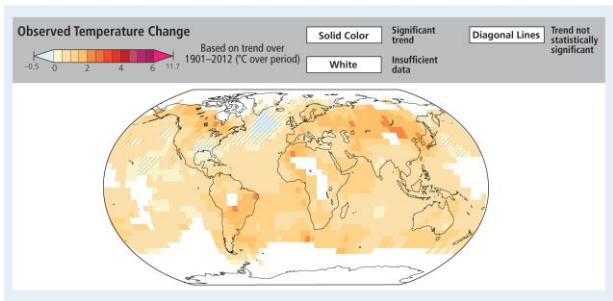 Observed Temperature Change
−0.5 0 2 4 6 11.7
Based on trend over
1901–2012 (°C over period)
Solid Color
Significant
trend
White
Insufficient
data
Diagonal Lines
Trend not
statistically
significant